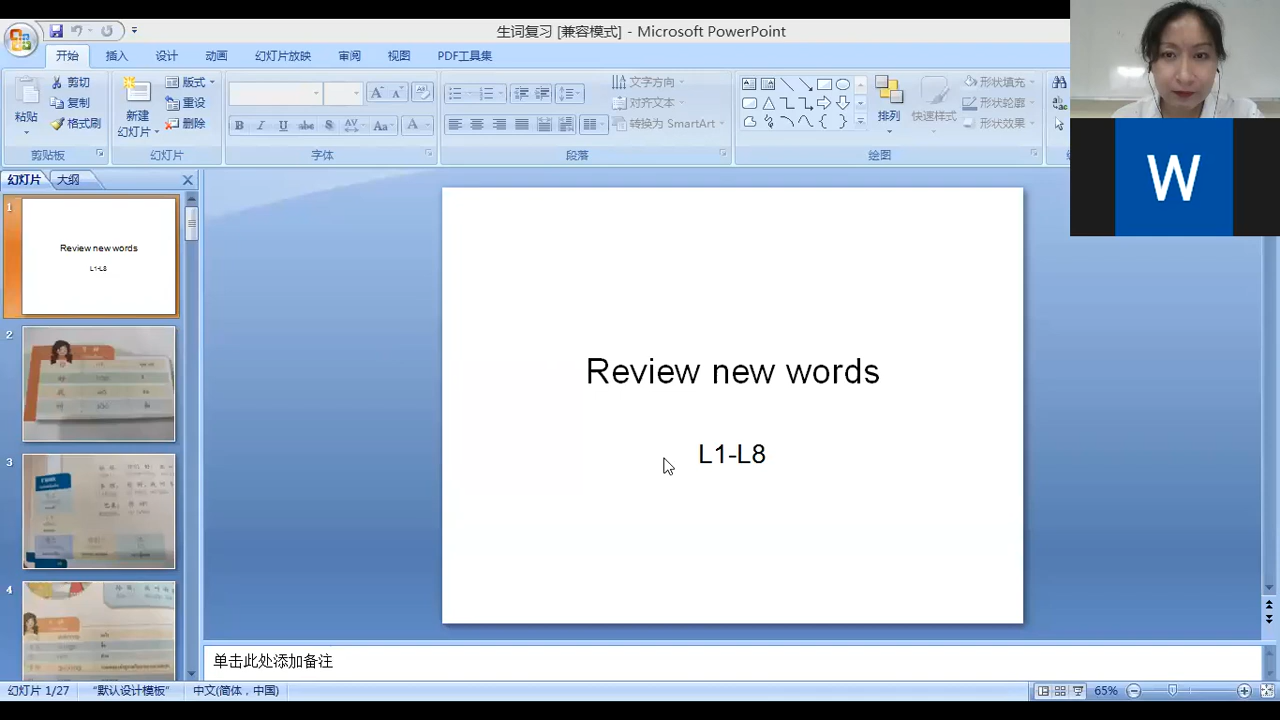 生词复习 [兼容模式] - Microsoft PowerPoint
开始 插入 设计 动画 幻灯片放映 审阅 视图 PDF工具集
剪切 版式 文字方向 形状填充
复制 重设 对齐文本 形状轮廓
粘贴 格式刷 新建 幻灯片 删除 转换为 SmartArt 排列 快速样式 形状效果
剪贴板 幻灯片 字体 段落 绘图
幻灯片 大纲
1
Review new words
L1-L8
2
3
4
Review new words
L1-L8
W
单击此处添加备注
幻灯片 1/27 "默认设计模板" 中文(简体，中国) 65%